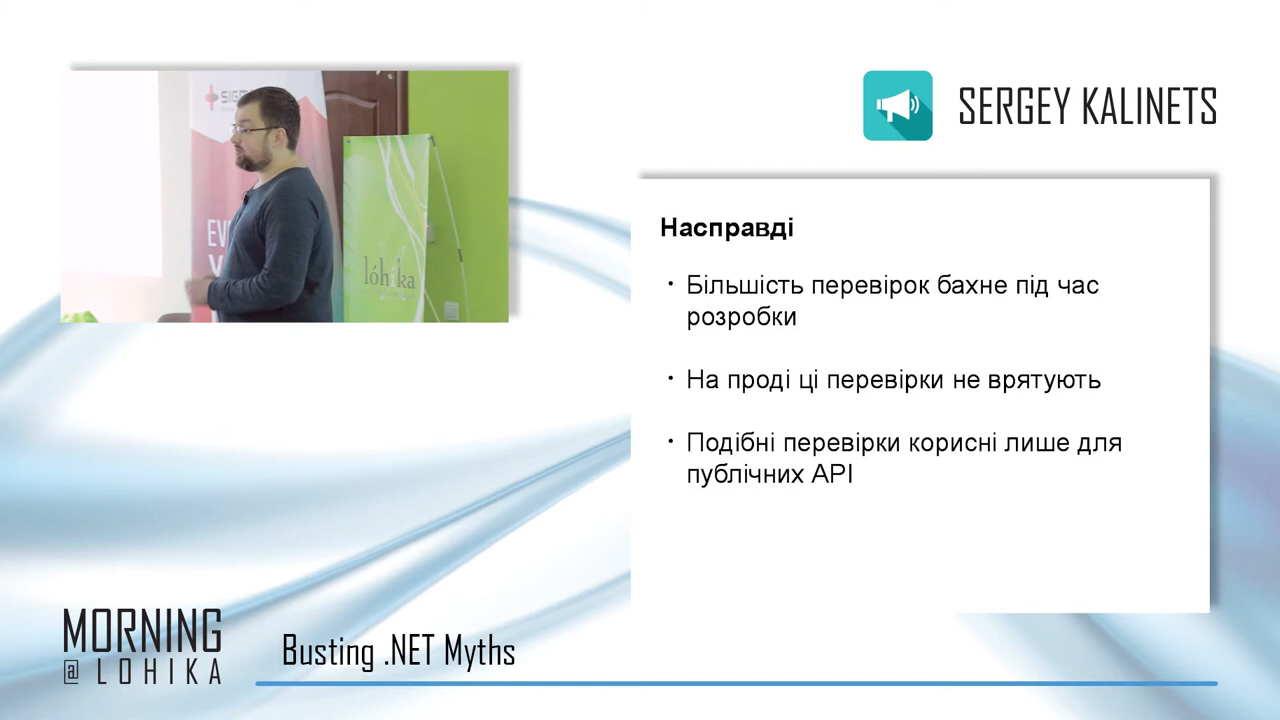 SERGEY KALINETS
lóhika
Насправді
· Більшість перевірок бахне під час
розробки
· На проді ці перевірки не врятують
· Подібні перевірки корисні лише для
публічних API
MORNING
@ LOHIKA
Busting .NET Myths